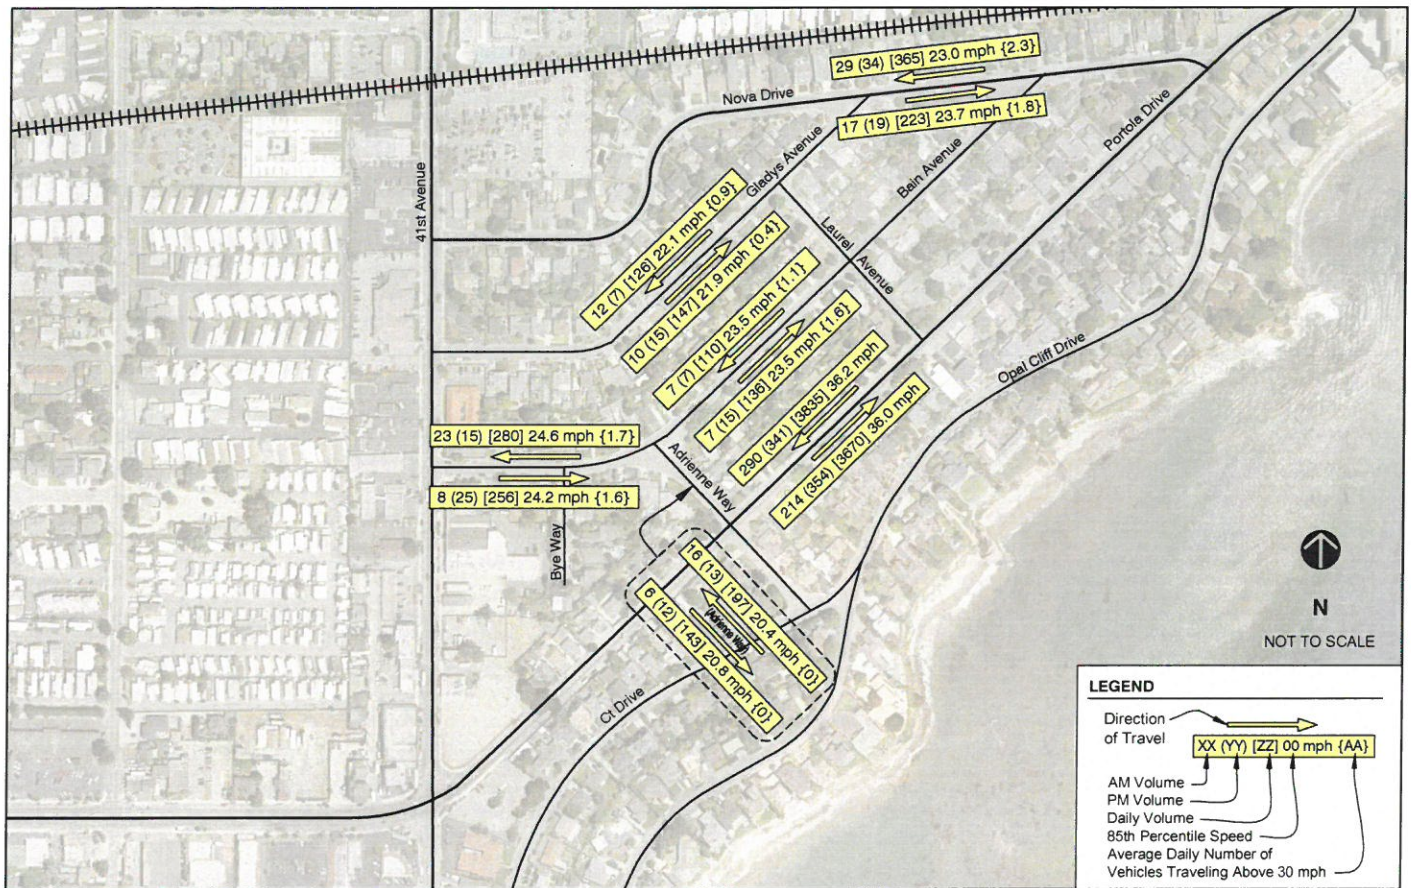 29 (34) [365] 23.0 mph {2.3}
Nova Drive
17 (19) [223] 23.7 mph {1.8}
Portola Drive
Gladys Avenue
Bain Avenue
41st Avenue
12 (7) [126] 22.1 mph {0.9}
Laurel Avenue
10 (15) [147] 21.9 mph {0.4}
7 (7) [110] 23.5 mph {1.1}
7 (15) [136] 23.5 mph {1.6}
Opal Cliff Drive
290 (341) [3835] 36.2 mph
214 (354) [3670] 36.0 mph
23 (15) [280] 24.6 mph {1.7}
8 (25) [256] 24.2 mph {1.6}
Adrienne Way
Bye Way
16 (13) [197] 20.4 mph {0}
(Adrienne Way)
6 (12) [143] 20.8 mph {0}
Ct Drive
N
NOT TO SCALE
LEGEND
Direction
of Travel
XX (YY) [ZZ] 00 mph {AA}
AM Volume
PM Volume
Daily Volume
85th Percentile Speed
Average Daily Number of
Vehicles Traveling Above 30 mph